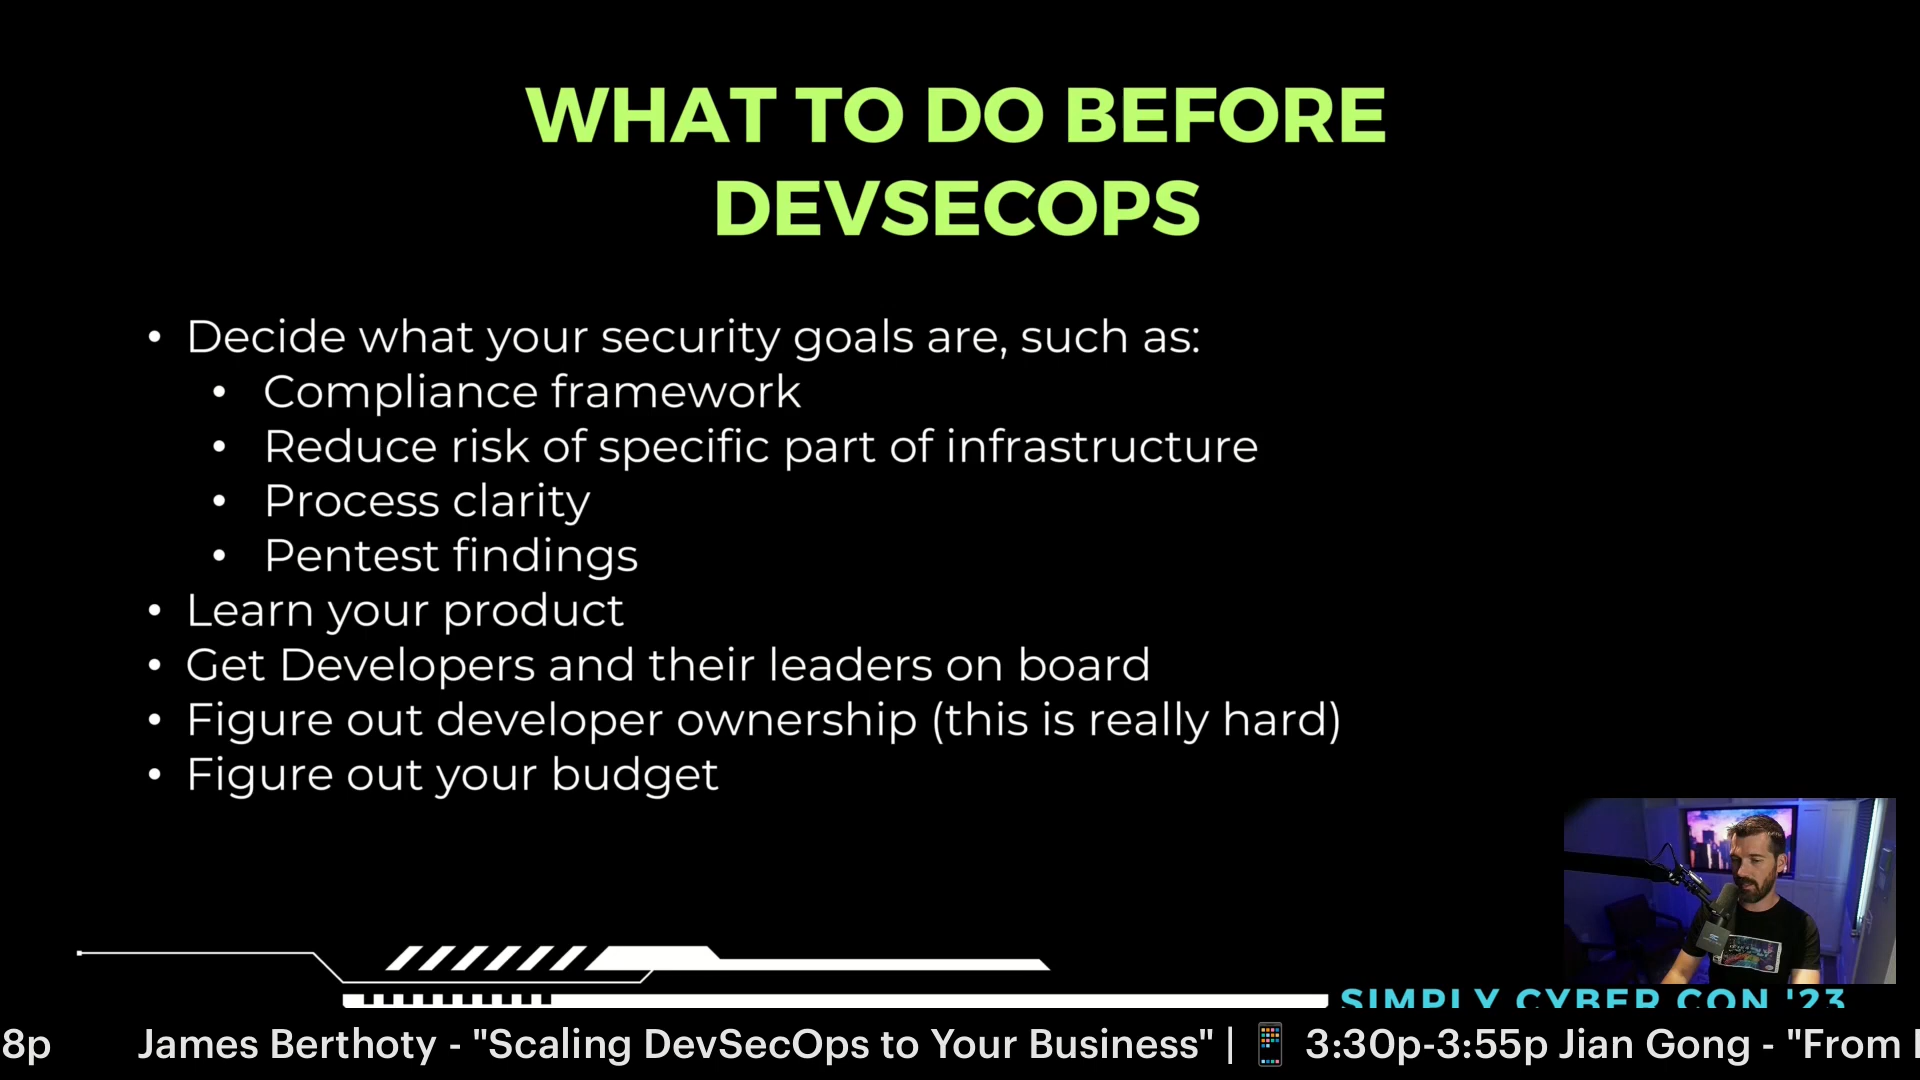 WHAT TO DO BEFORE
DEVSECOPS
• Decide what your security goals are, such as:
• Compliance framework
• Reduce risk of specific part of infrastructure
• Process clarity
• Pentest findings
• Learn your product
• Get Developers and their leaders on board
• Figure out developer ownership (this is really hard)
• Figure out your budget
SIMPLY CYBER CON '23
8p James Berthoty - "Scaling DevSecOps to Your Business" | 📱 3:30p-3:55p Jian Gong - "From